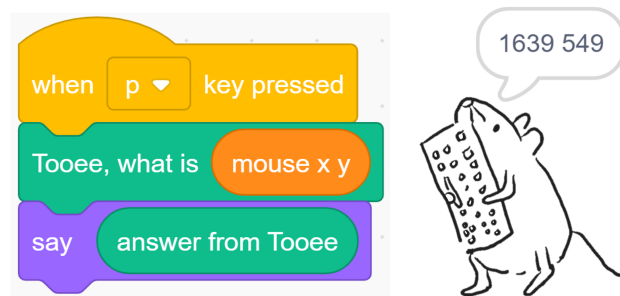 when p key pressed
Tooee, what is mouse x y
say answer from Tooee
1639 549